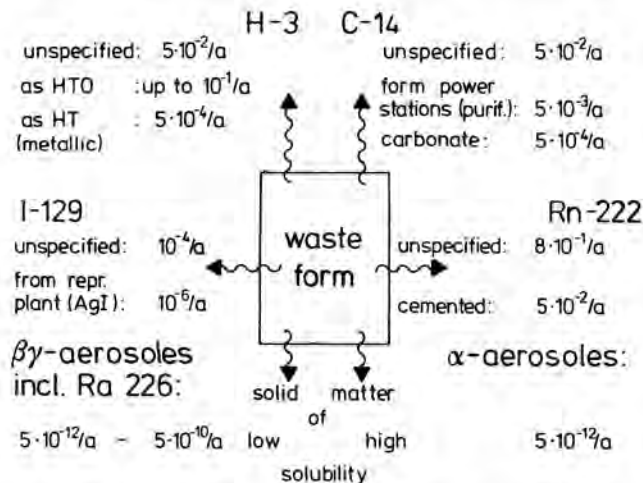 H-3 C-14
unspecified: 5·10⁻²/a
as HTO :up to 10⁻¹/a
as HT : 5·10⁻⁴/a
(metallic)
unspecified: 5·10⁻²/a
form power
stations (purif.): 5·10⁻³/a
carbonate: 5·10⁻⁴/a
I-129
unspecified: 10⁻⁴/a
from repr.
plant (AgI): 10⁻⁶/a
waste
form
Rn-222
unspecified: 8·10⁻¹/a
cemented: 5·10⁻²/a
βγ-aerosoles
incl. Ra 226:
5·10⁻¹²/a - 5·10⁻¹⁰/a
solid matter
of
low high
solubility
α-aerosoles:
5·10⁻¹²/a